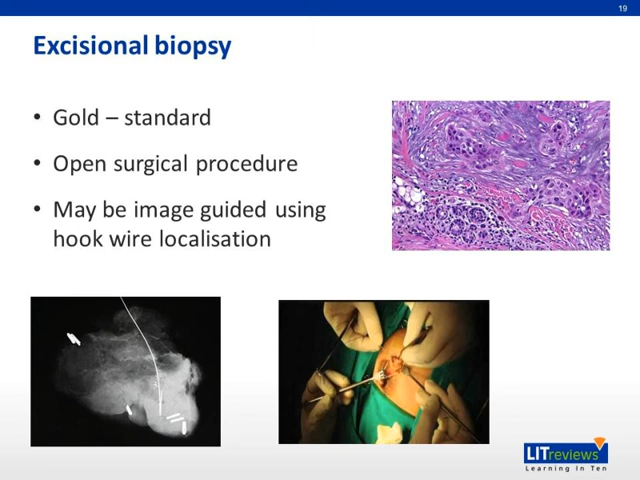 19
Excisional biopsy
• Gold – standard
• Open surgical procedure
• May be image guided using
hook wire localisation
LITreviews
Learning In Ten